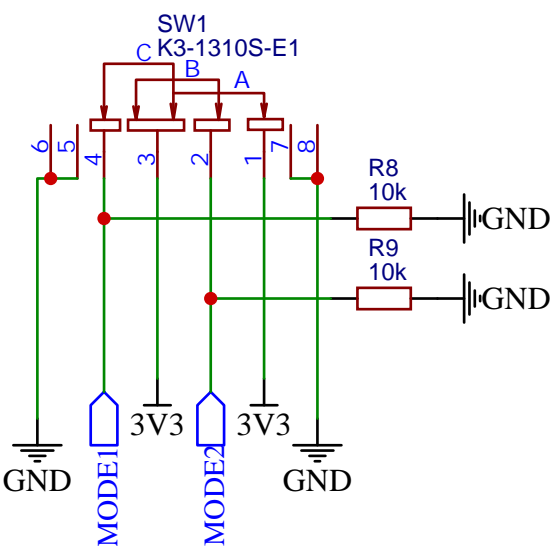 SW1
K3-1310S-E1
C
B
A
6
5
4
3
2
1
7
8
R8
10k
GND
R9
10k
GND
3V3
3V3
GND
MODE1
MODE2
GND